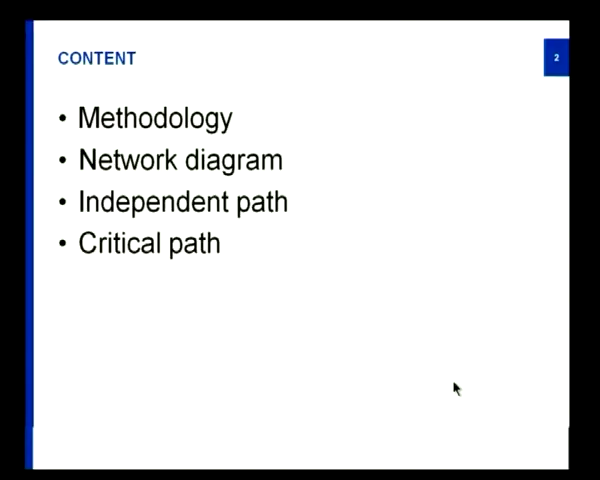 CONTENT
2
• Methodology
• Network diagram
• Independent path
• Critical path